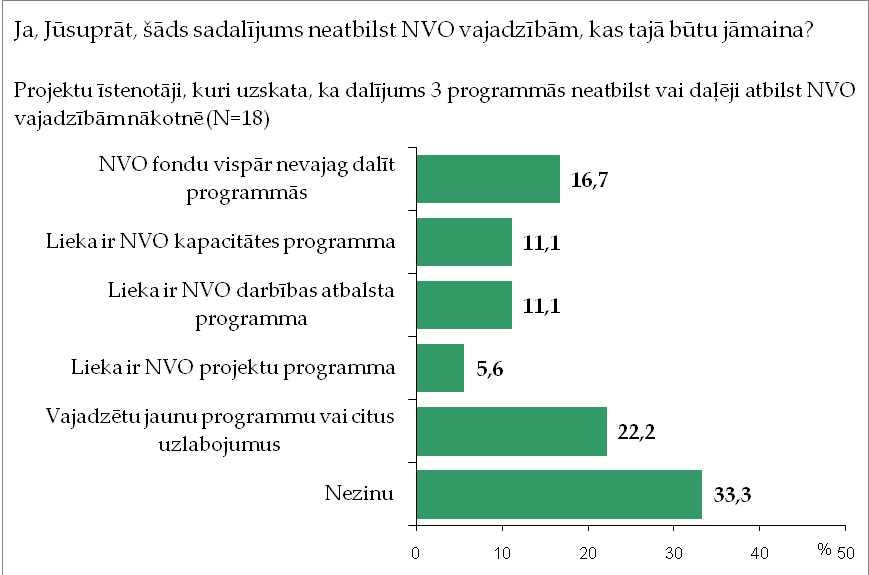 Ja, Jūsuprāt, šāds sadalījums neatbilst NVO vajadzībām, kas tajā būtu jāmaina?
Projektu īstenotāji, kuri uzskata, ka dalījums 3 programmās neatbilst vai daļēji atbilst NVO
vajadzībām nākotnē (N=18)
NVO fondu vispār nevajag dalīt
programmās
16,7
Lieka ir NVO kapacitātes programma
11,1
Lieka ir NVO darbības atbalsta
programma
11,1
Lieka ir NVO projektu programma
5,6
Vajadzētu jaunu programmu vai citus
uzlabojumus
22,2
Nezinu
33,3
0 10 20 30 40 % 50